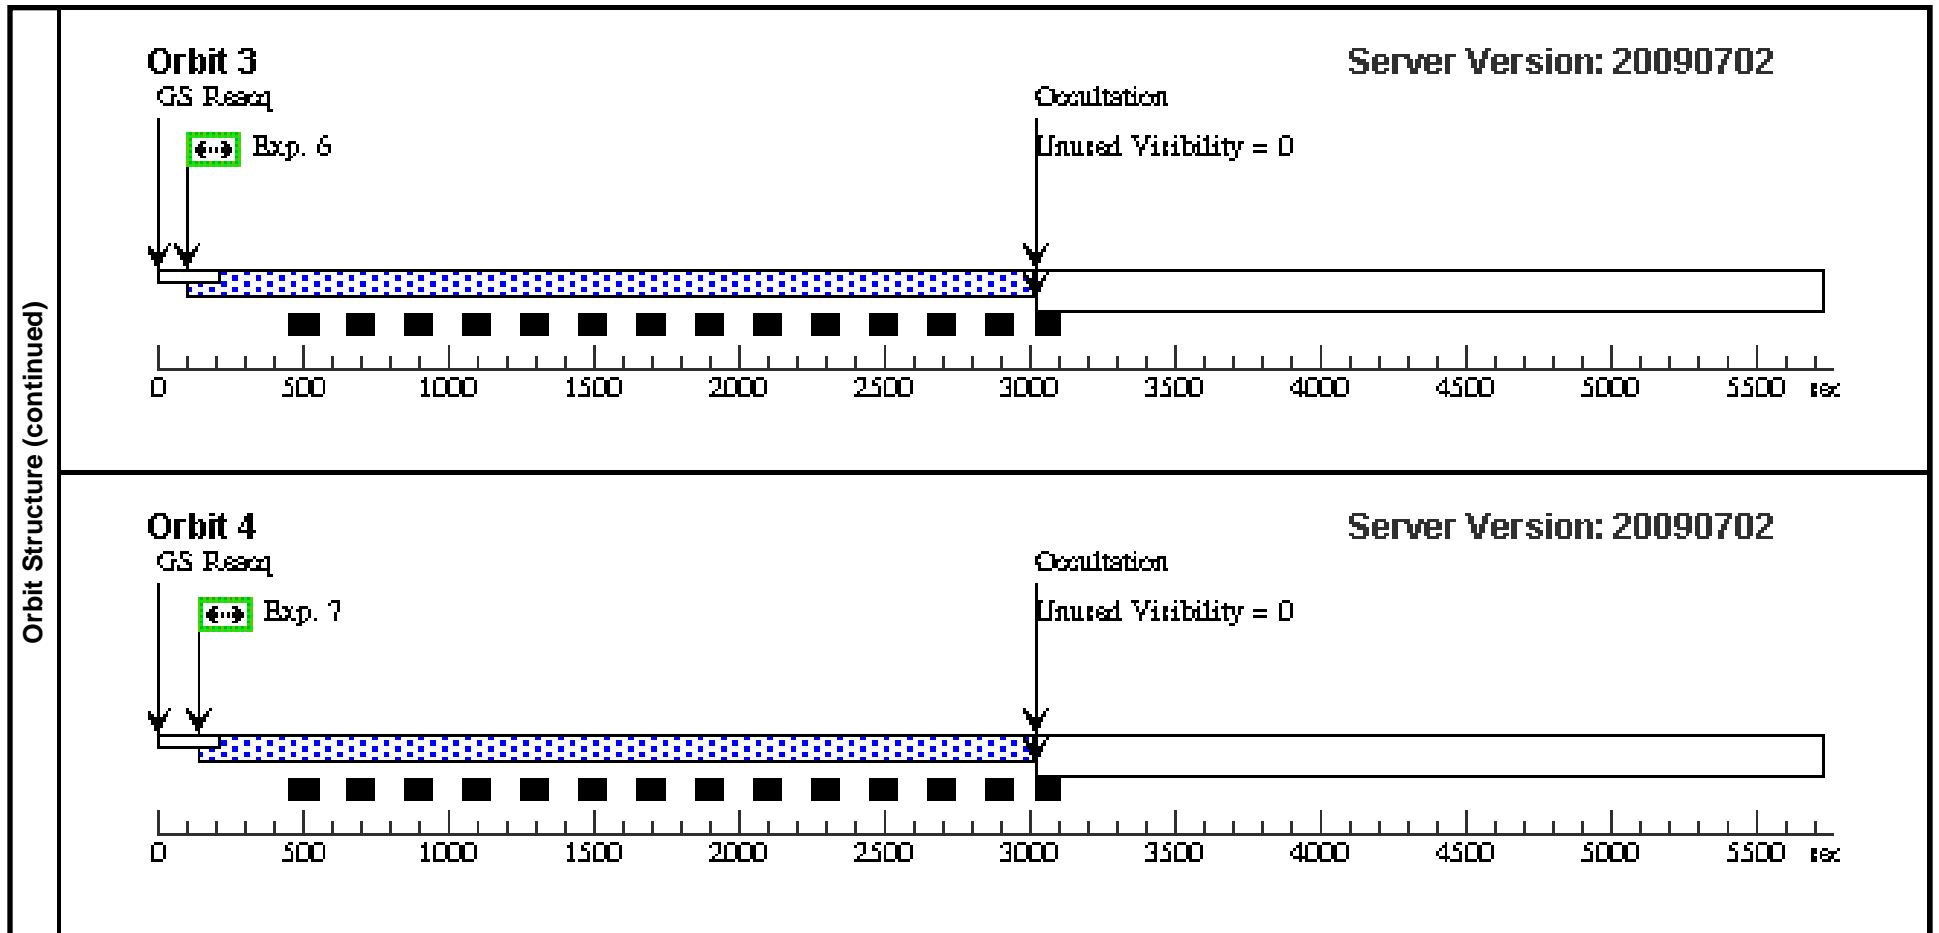 Orbit Structure (continued)
Orbit 3
Server Version: 20090702
GS Reacq
Occultation
Exp. 6
Unused Visibility = 0
0 500 1000 1500 2000 2500 3000 3500 4000 4500 5000 5500 sec
Orbit 4
Server Version: 20090702
GS Reacq
Occultation
Exp. 7
Unused Visibility = 0
0 500 1000 1500 2000 2500 3000 3500 4000 4500 5000 5500 sec